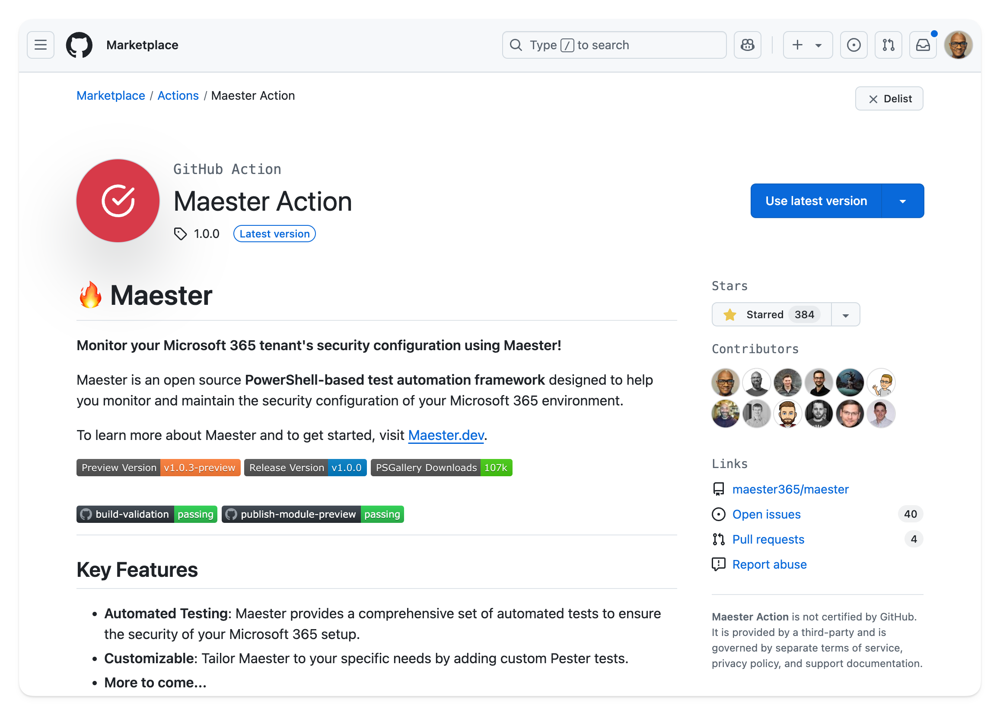 Marketplace
Type / to search
Marketplace / Actions / Maester Action
Delist
GitHub Action
Maester Action
1.0.0 Latest version
Use latest version
🔥 Maester
Monitor your Microsoft 365 tenant's security configuration using Maester!
Maester is an open source PowerShell-based test automation framework designed to help
you monitor and maintain the security configuration of your Microsoft 365 environment.
To learn more about Maester and to get started, visit Maester.dev.
Preview Version v1.0.3-preview Release Version v1.0.0 PSGallery Downloads 107k
build-validation passing publish-module-preview passing
Key Features
• Automated Testing: Maester provides a comprehensive set of automated tests to ensure
the security of your Microsoft 365 setup.
• Customizable: Tailor Maester to your specific needs by adding custom Pester tests.
• More to come...
Stars
Starred 384
Contributors
Links
maester365/maester
Open issues 40
Pull requests 4
Report abuse
Maester Action is not certified by GitHub.
It is provided by a third-party and is
governed by separate terms of service,
privacy policy, and support documentation.